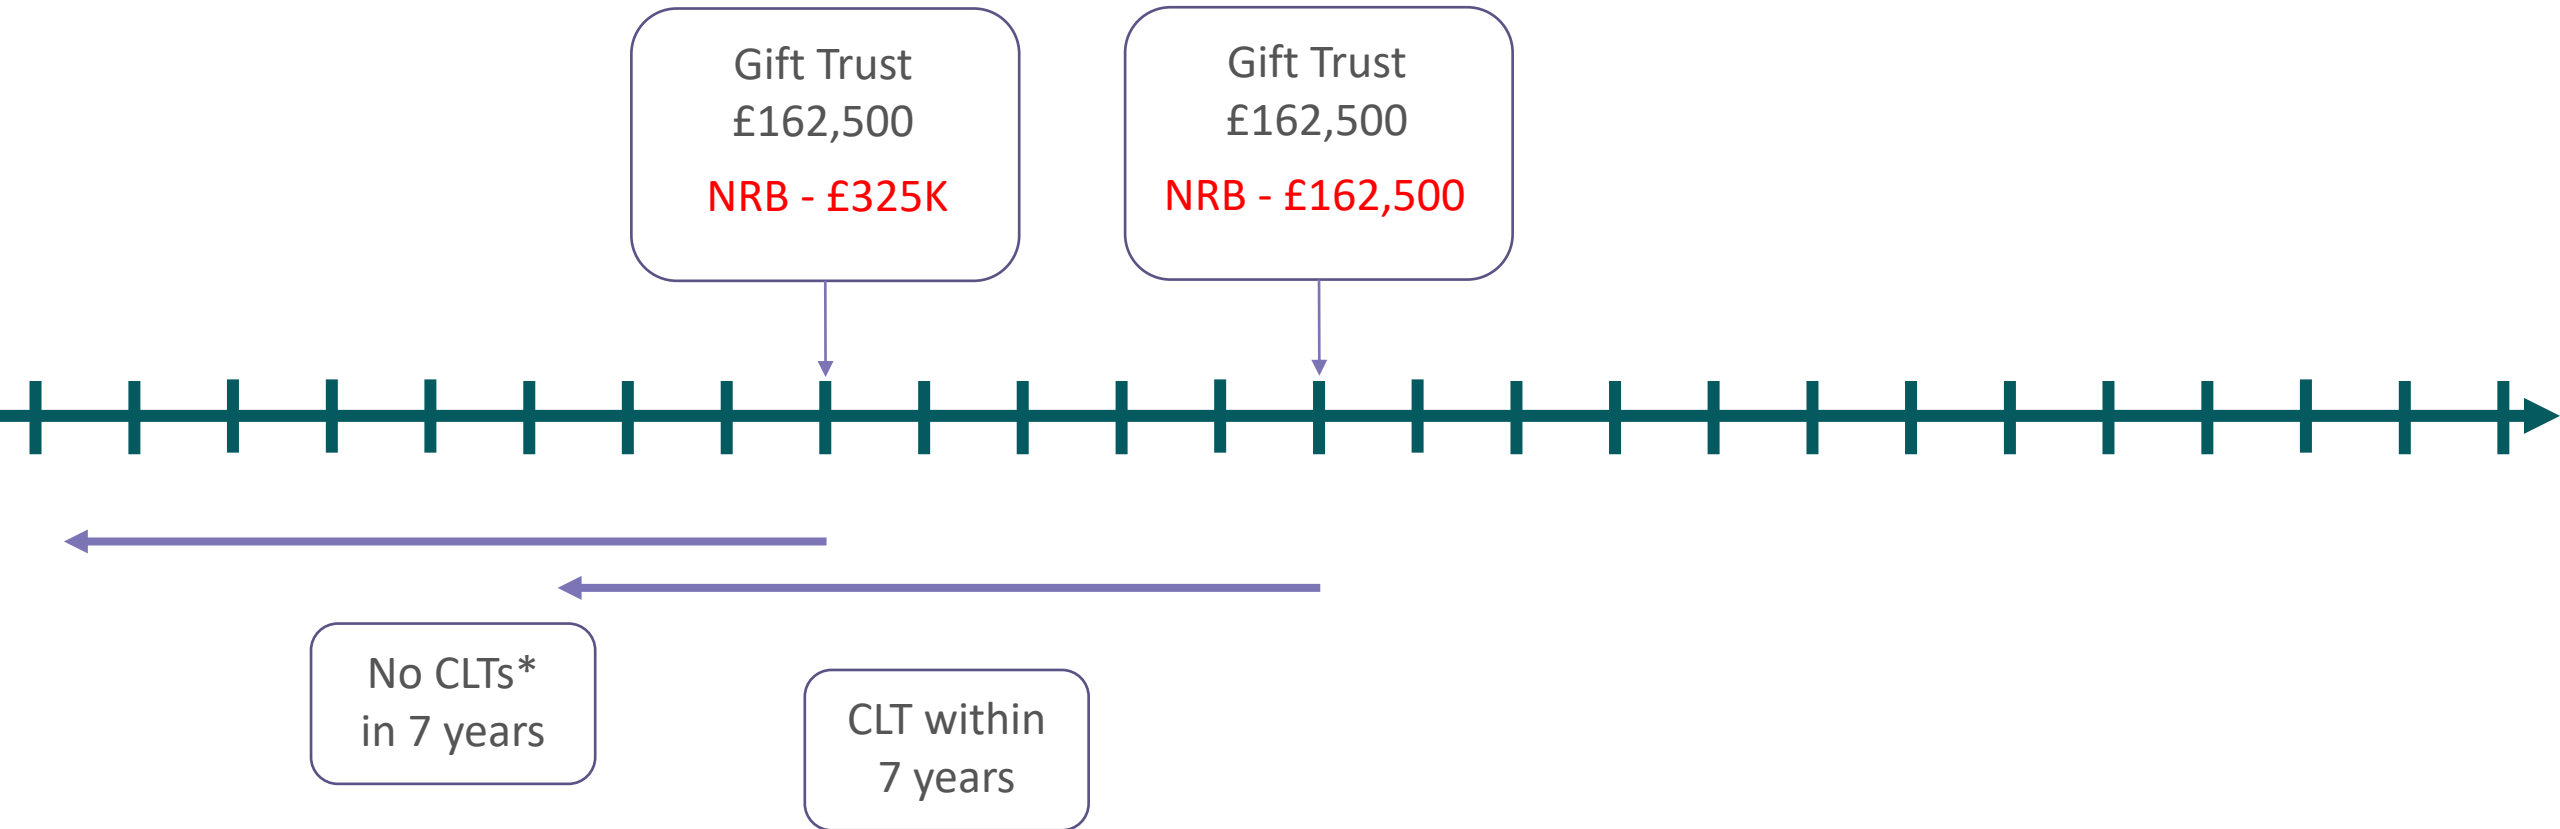 Gift Trust
£162,500
NRB - £325K
Gift Trust
£162,500
NRB - £162,500
No CLTs*
in 7 years
CLT within
7 years